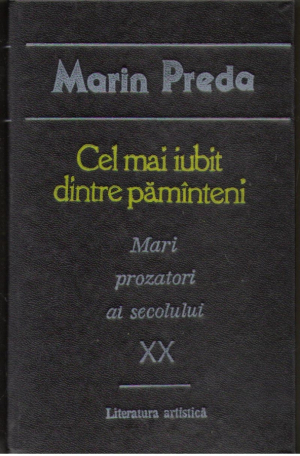 Marin Preda
Cel mai iubit
dintre pămînteni
Mari
prozatori
ai secolului
XX
Literatura artistică